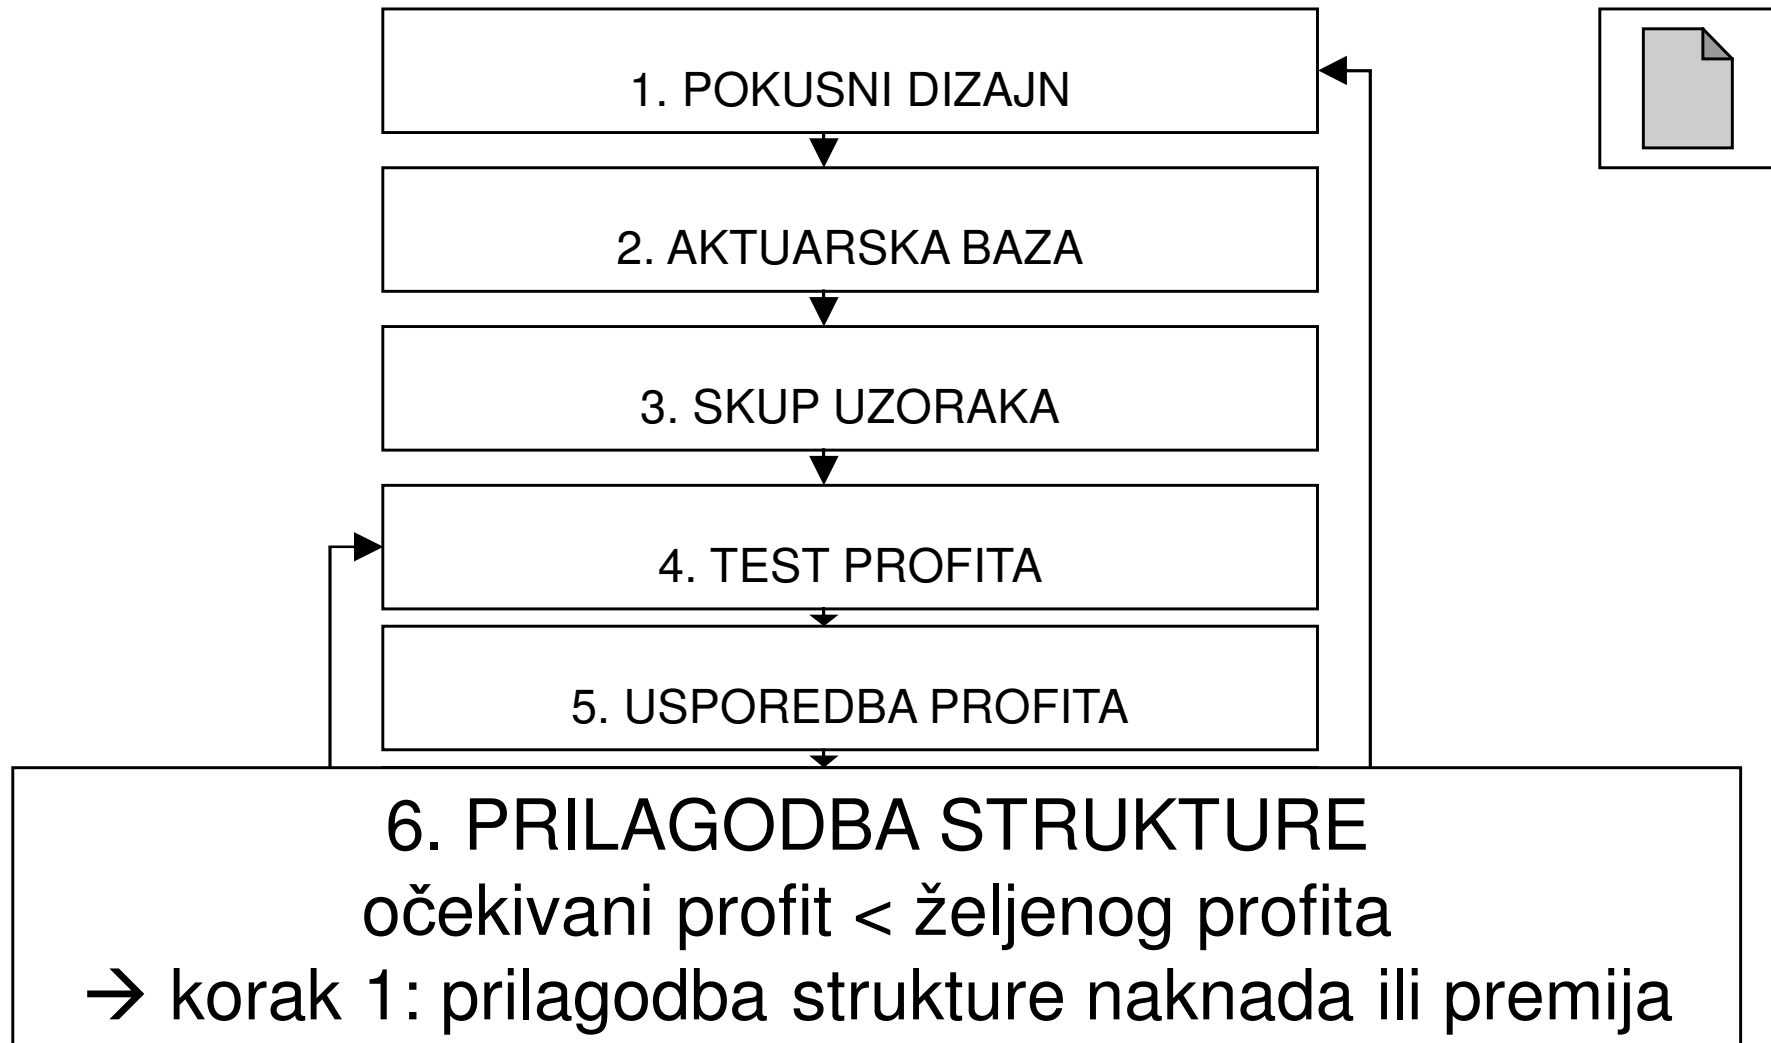 1. POKUSNI DIZAJN
2. AKTUARSKA BAZA
3. SKUP UZORAKA
4. TEST PROFITA
5. USPOREDBA PROFITA
6. PRILAGODBA STRUKTURE
očekivani profit < željenog profita
→ korak 1: prilagodba strukture naknada ili premija